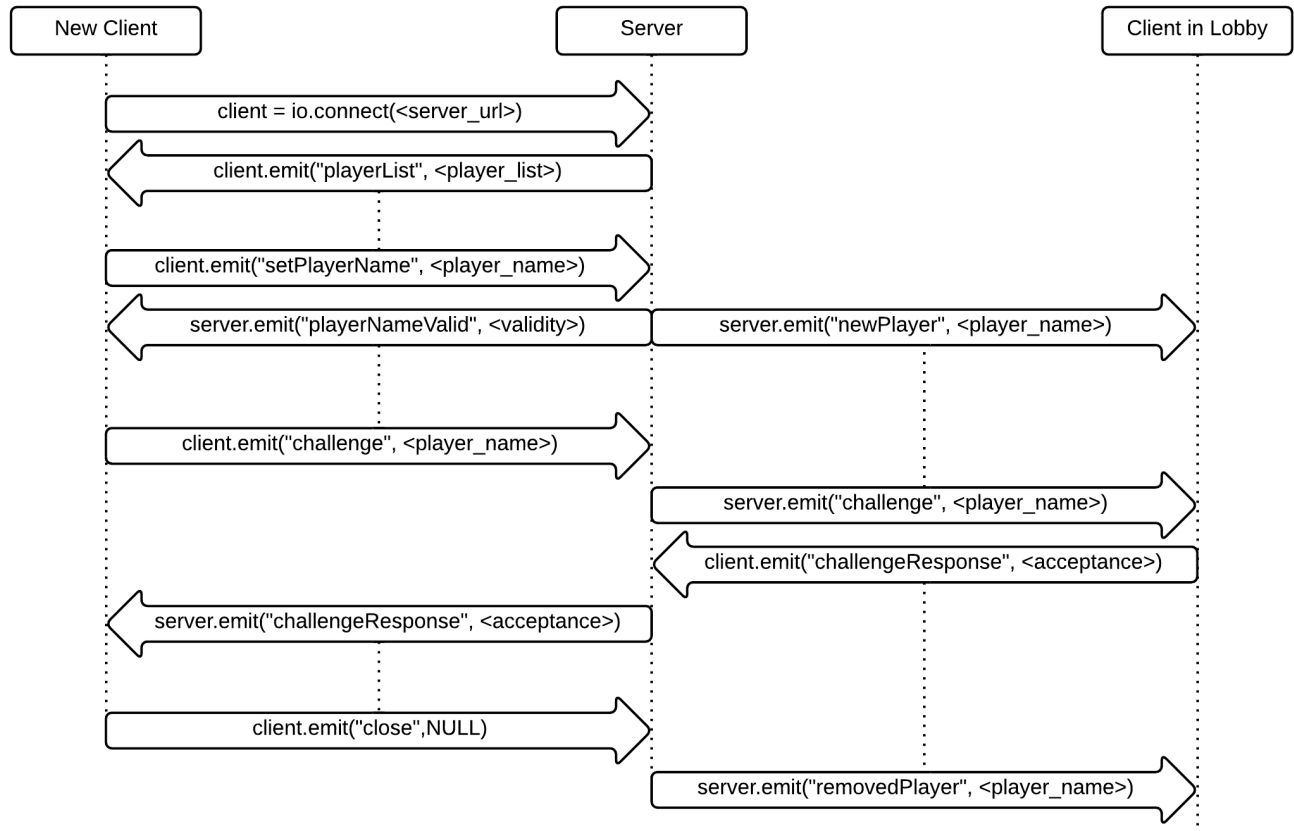 New Client
Server
Client in Lobby
client = io.connect(<server_url>)
client.emit("playerList", <player_list>)
client.emit("setPlayerName", <player_name>)
server.emit("playerNameValid", <validity>)
server.emit("newPlayer", <player_name>)
client.emit("challenge", <player_name>)
server.emit("challenge", <player_name>)
client.emit("challengeResponse", <acceptance>)
server.emit("challengeResponse", <acceptance>)
client.emit("close",NULL)
server.emit("removedPlayer", <player_name>)